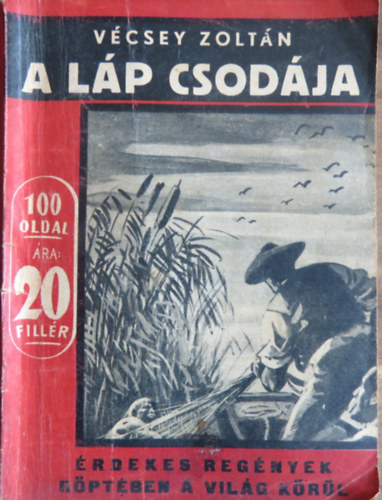 VÉCSEY ZOLTÁN
A LÁP CSODÁJA
100
OLDAL
ÁRA:
20
FILLÉR
ÉRDEKES REGÉNYEK
RÖPTÉBEN A VILÁG KÖRÜL